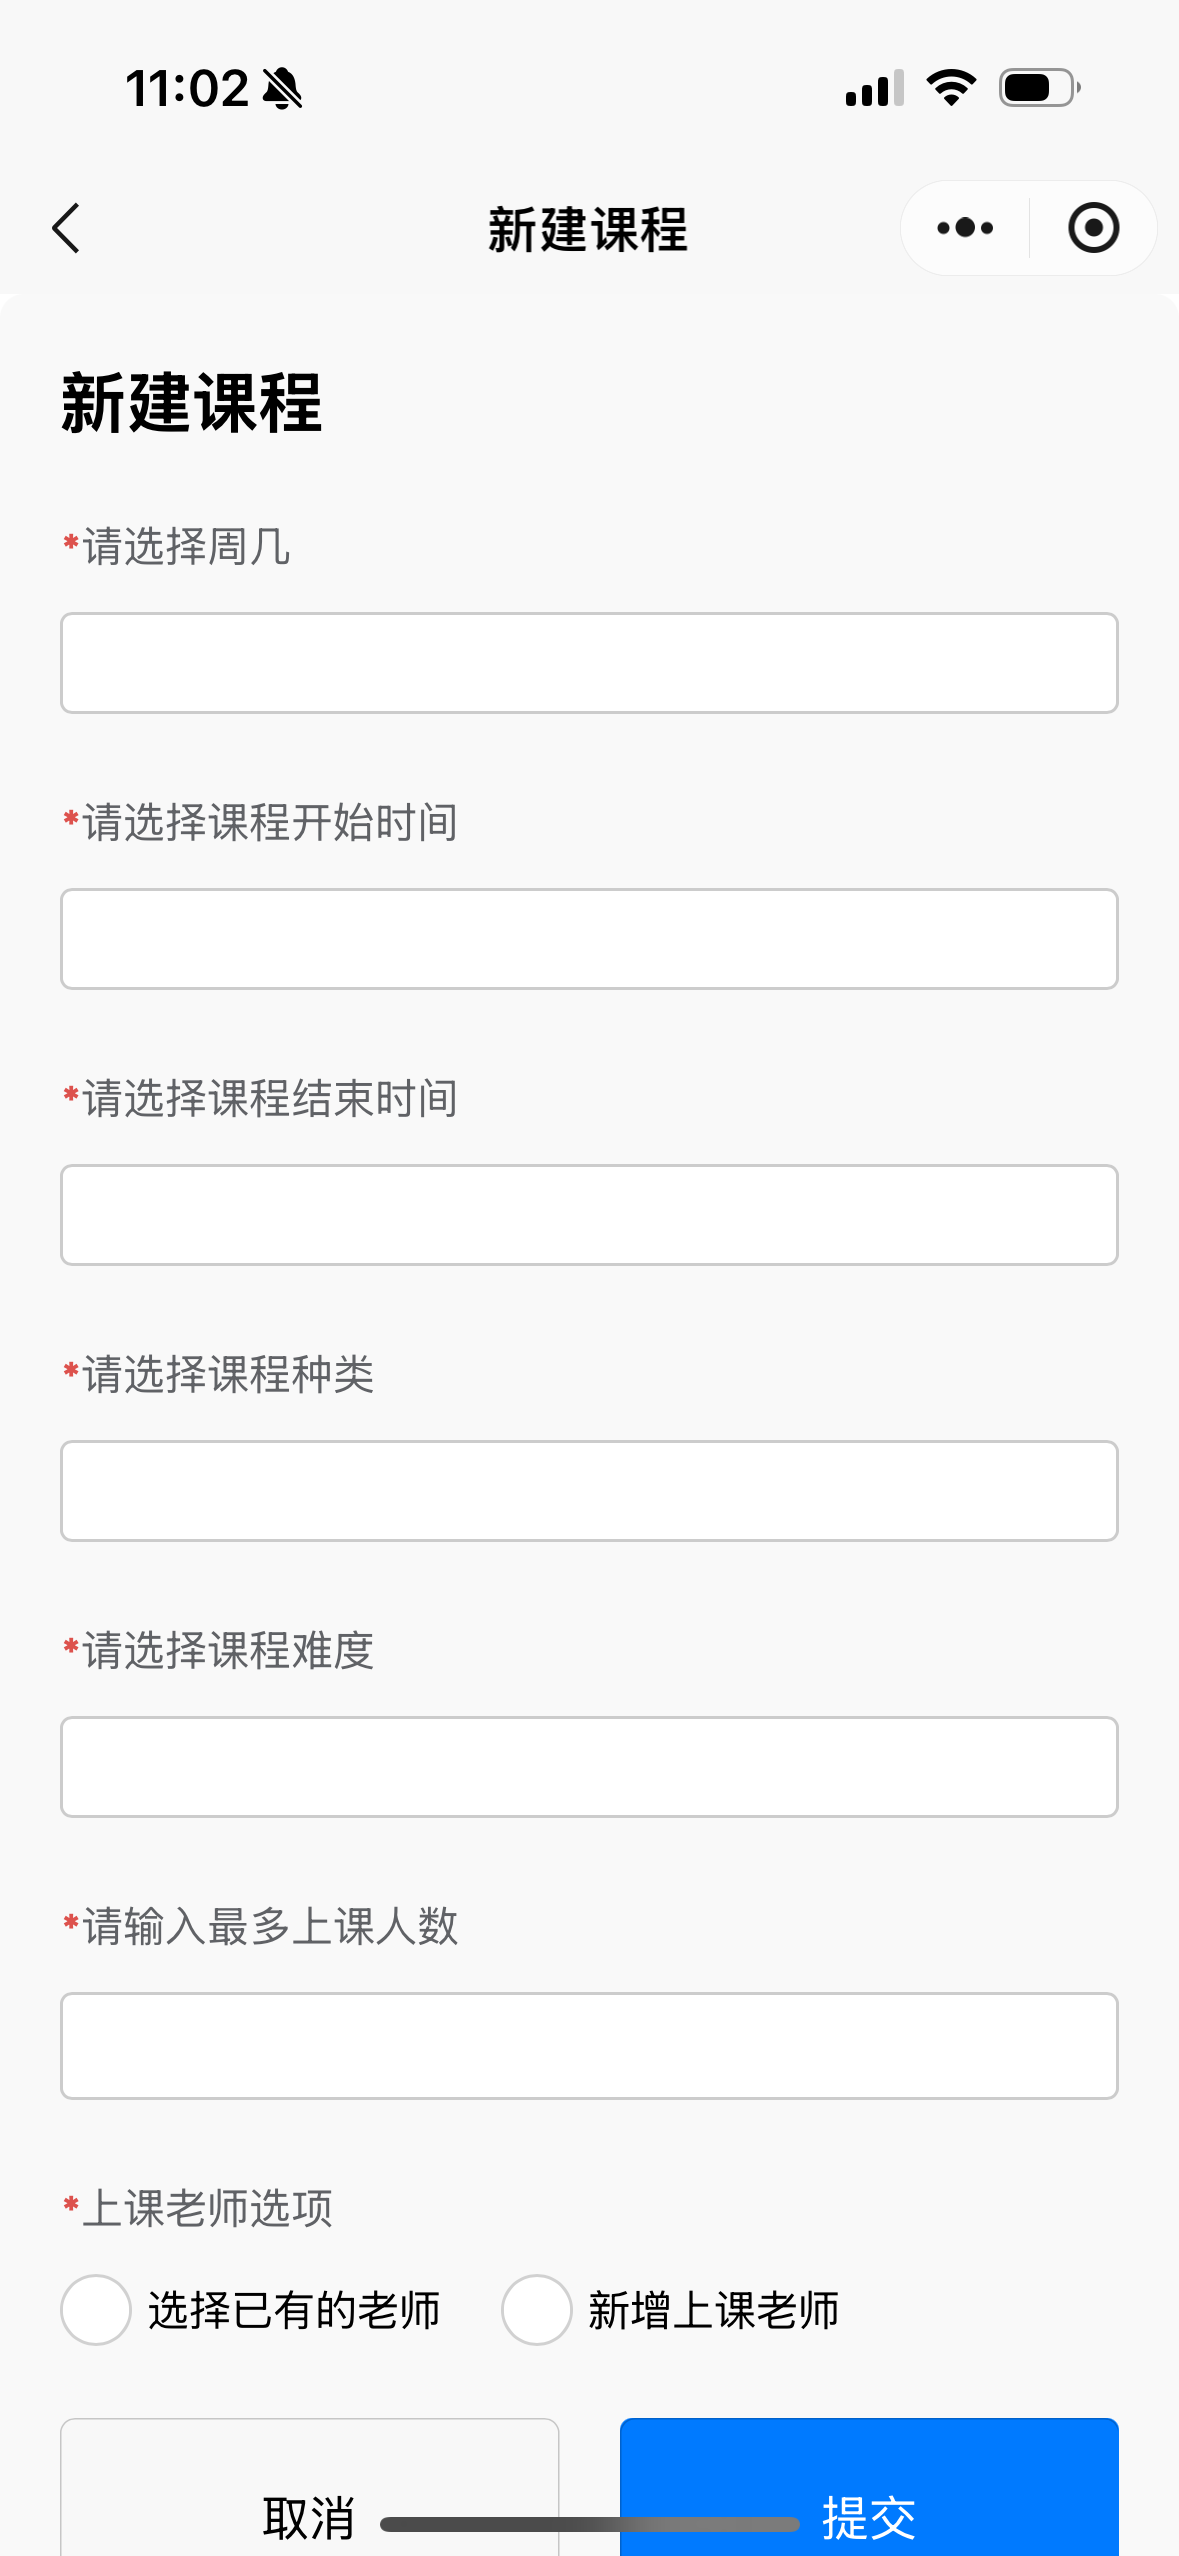 11:02
新建课程
新建课程
*请选择周几
*请选择课程开始时间
*请选择课程结束时间
*请选择课程种类
*请选择课程难度
*请输入最多上课人数
*上课老师选项
选择已有的老师 新增上课老师
取消 提交